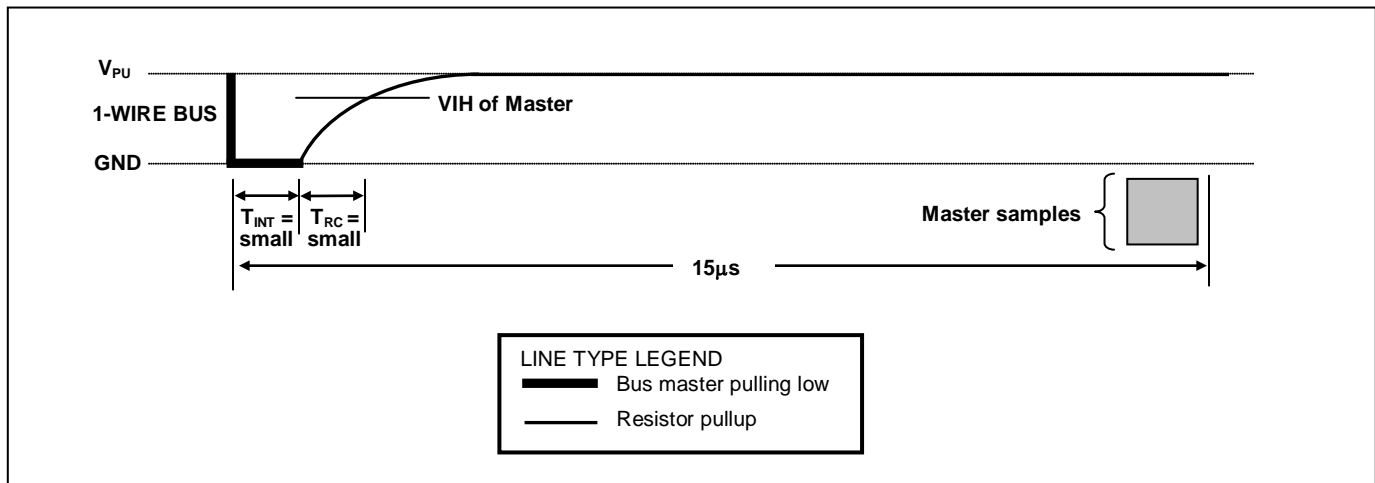 VPU
1-WIRE BUS
VIH of Master
GND
TINT =
small
TRC =
small
Master samples
15μs
LINE TYPE LEGEND
Bus master pulling low
Resistor pullup